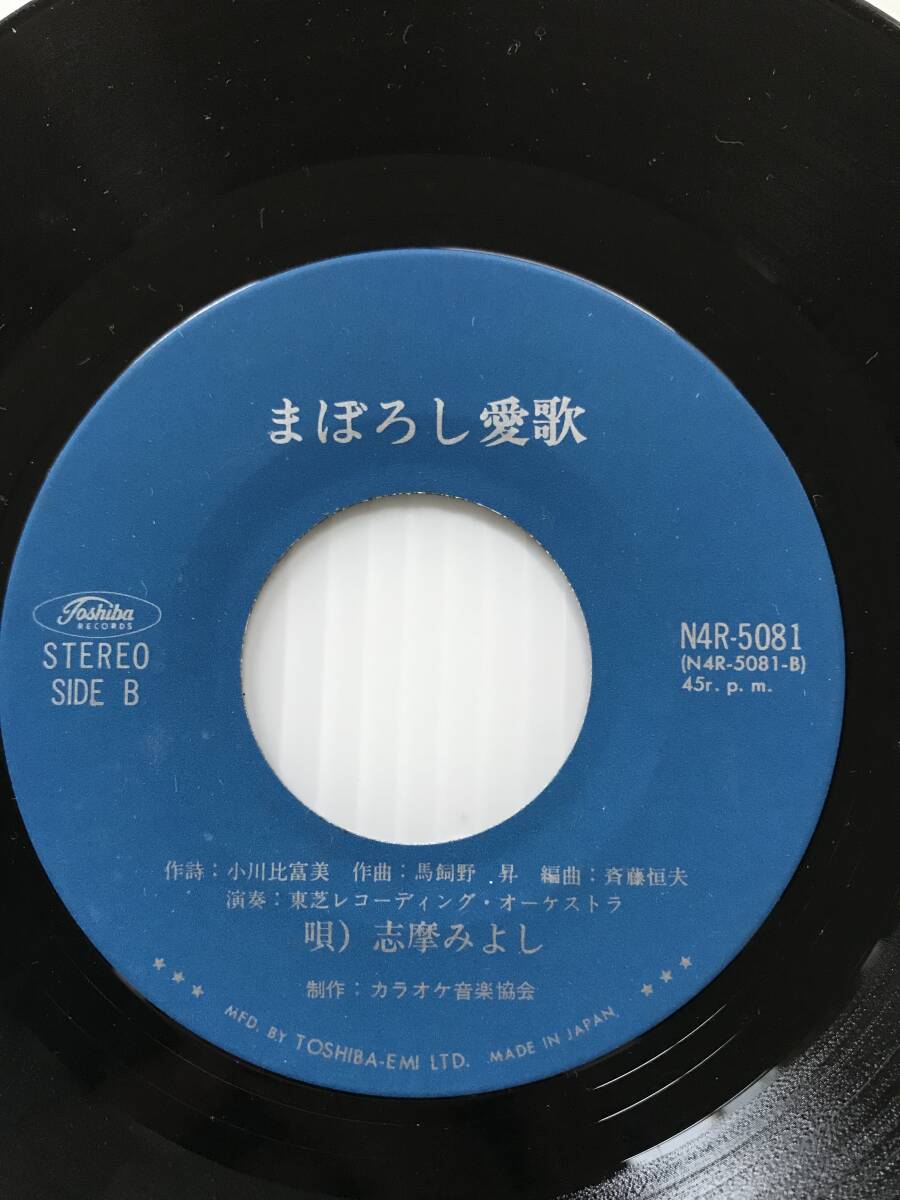 まぼろし愛歌
Toshiba
RECORDS
STEREO
SIDE B
N4R-5081
(N4R-5081-B)
45r. p. m.
作詩：小川比富美 作曲：馬飼野 昇 編曲：斉藤恒夫
演奏：東芝レコーディング・オーケストラ
唄）志摩みよし
制作：カラオケ音楽協会
MFD. BY TOSHIBA-EMI LTD. MADE IN JAPAN.